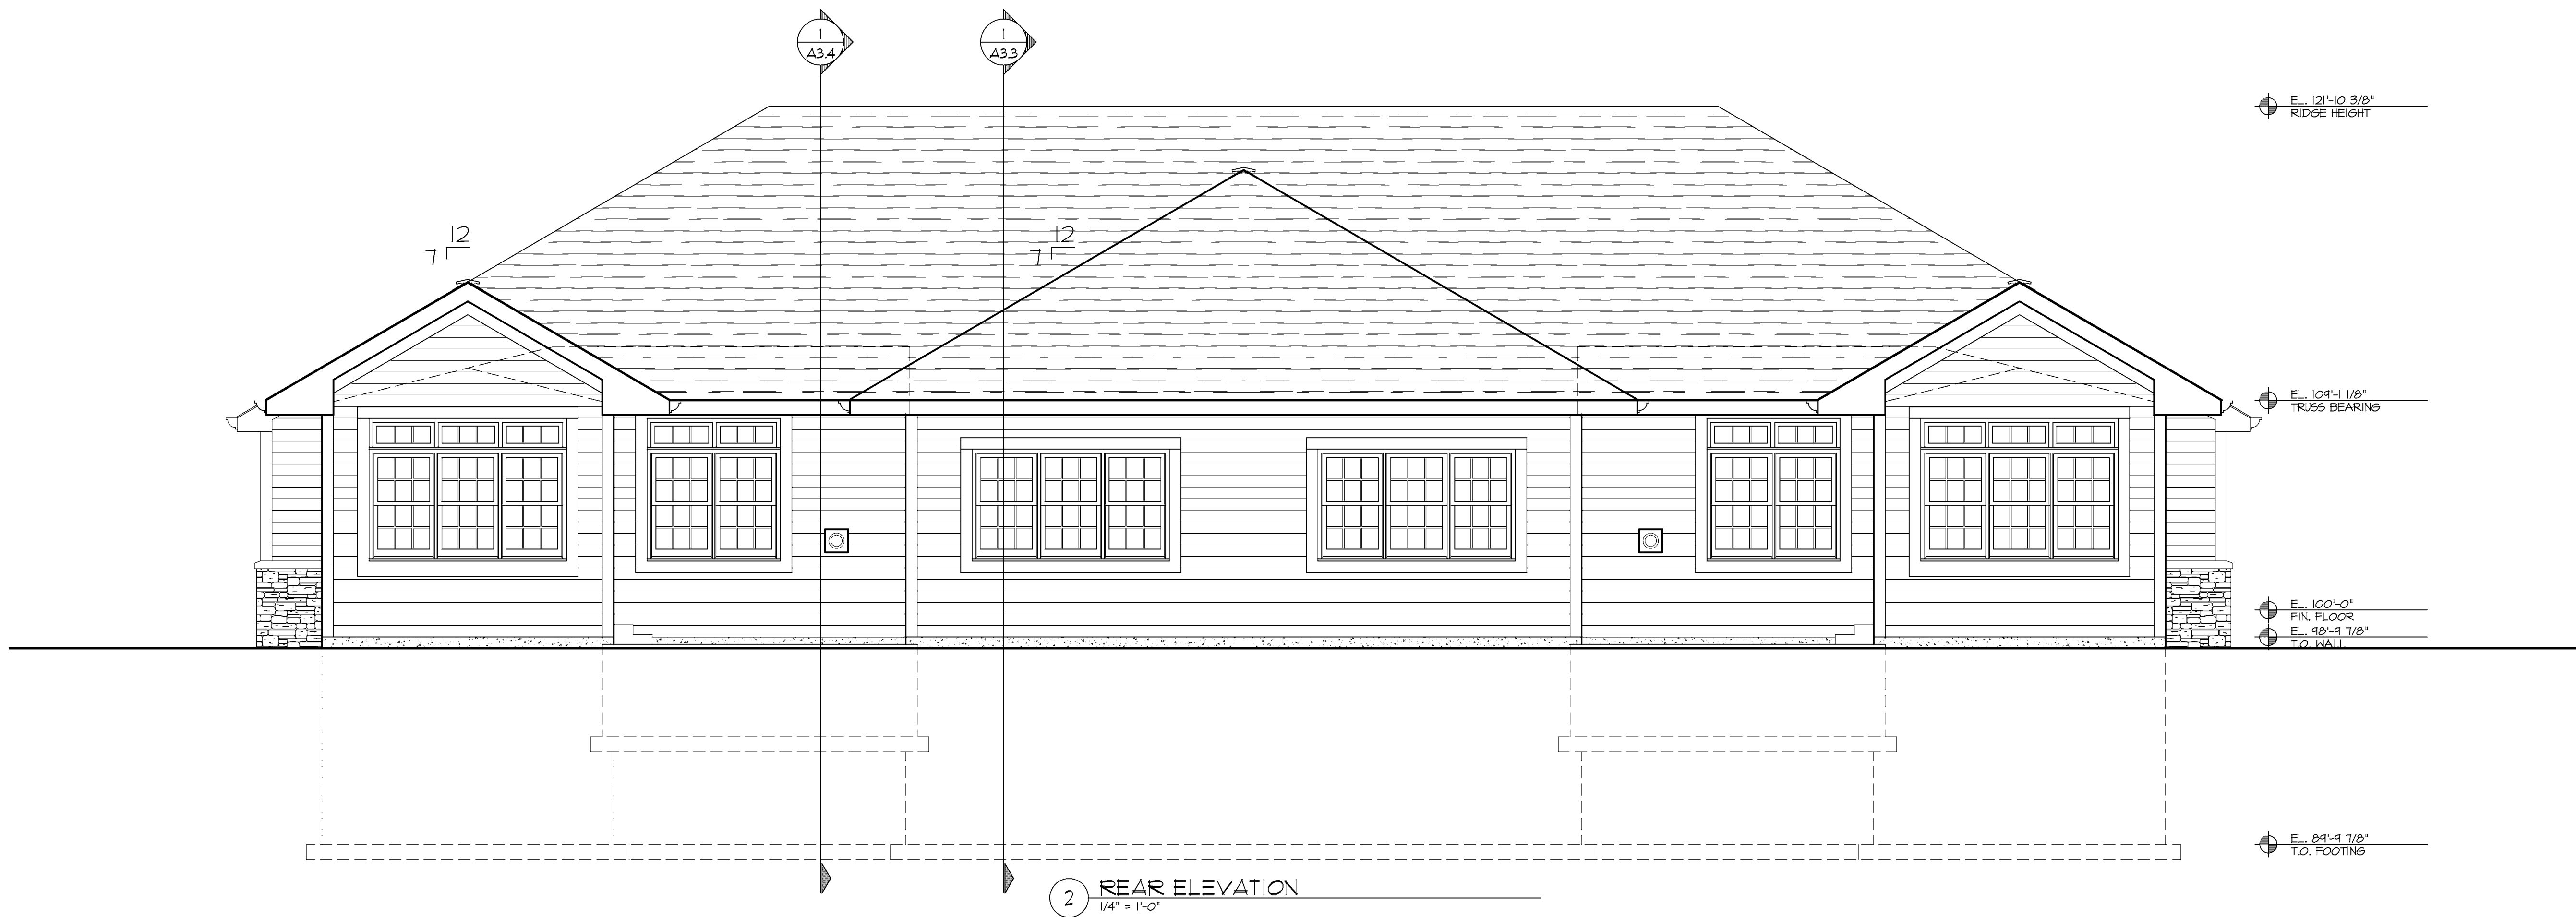 1
A3.4
1
A3.3
EL. 121'-10 3/8"
RIDGE HEIGHT
12
7
12
7
EL. 109'-1 1/8"
TRUSS BEARING
EL. 100'-0"
FIN. FLOOR
EL. 98'-9 7/8"
T.O. WALL
EL. 89'-9 7/8"
T.O. FOOTING
2
REAR ELEVATION
1/4" = 1'-0"